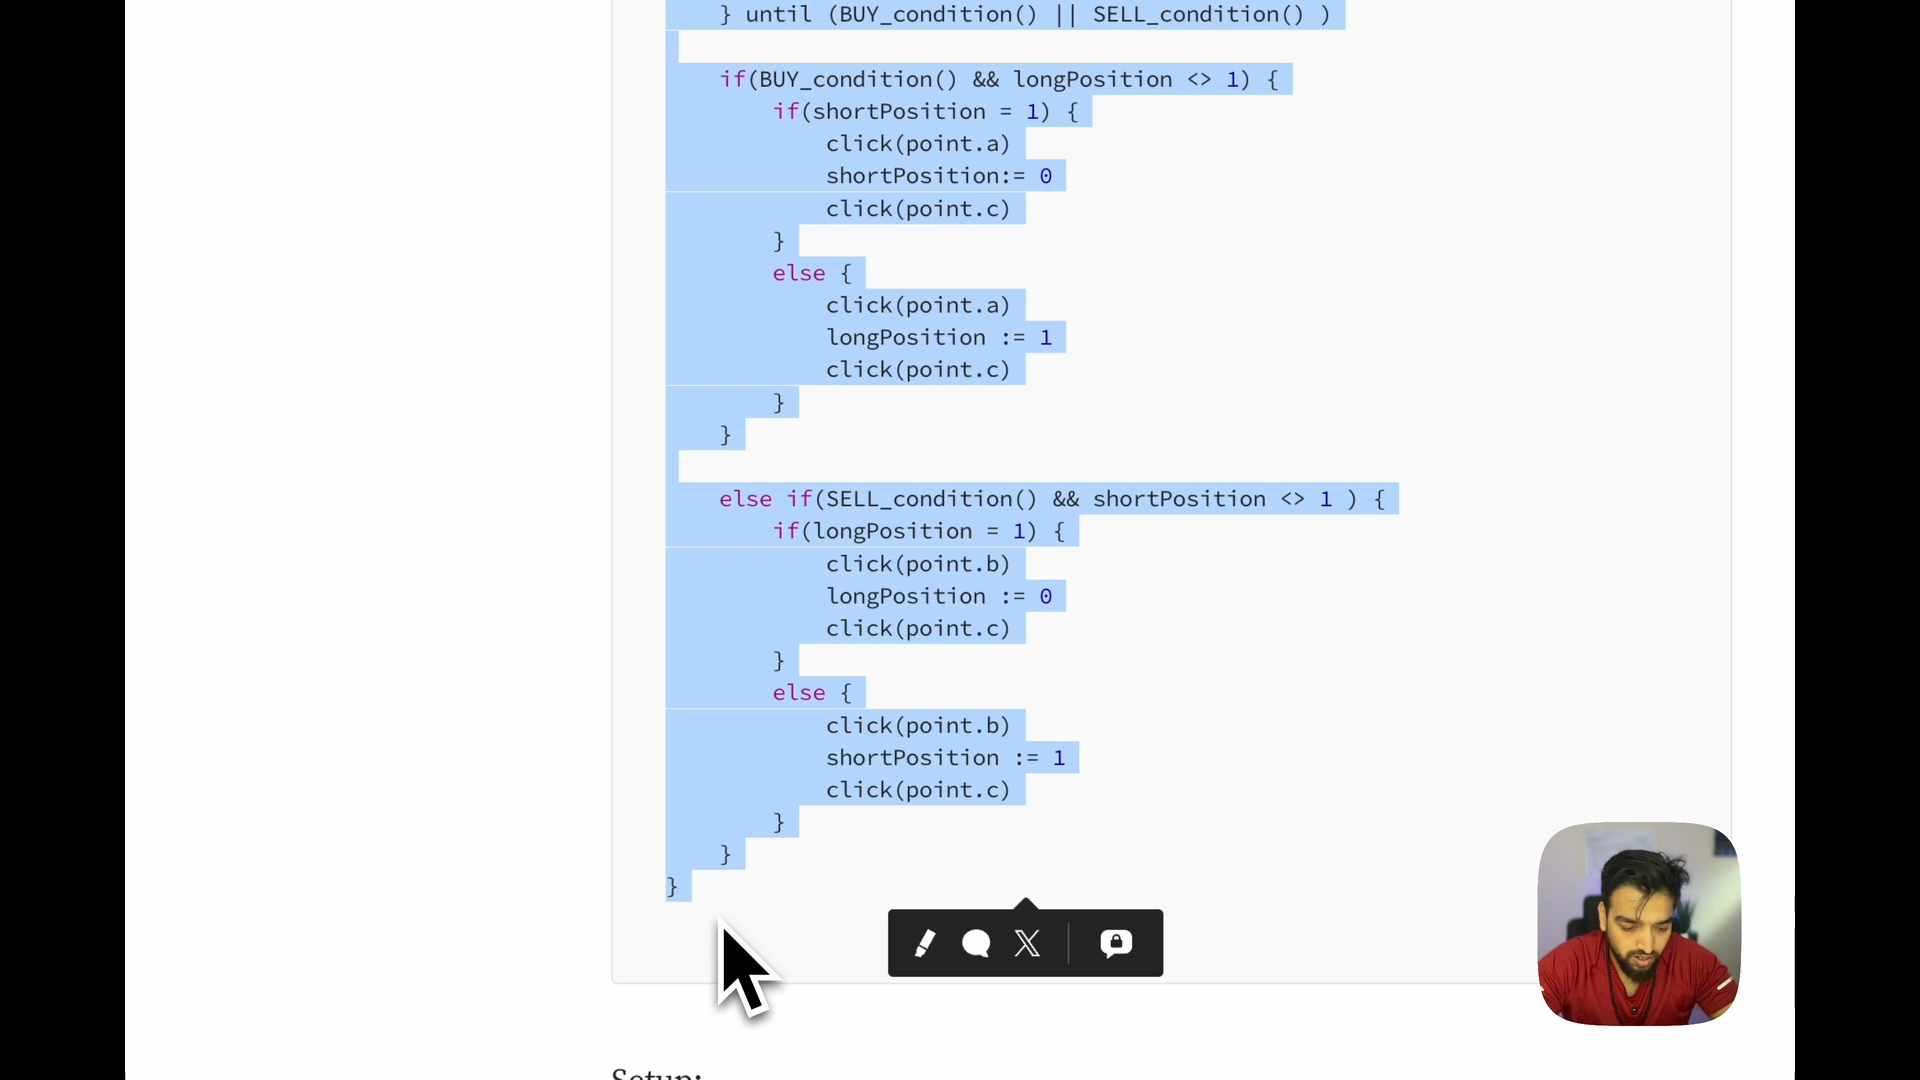 } until (BUY_condition() || SELL_condition() )
if(BUY_condition() && longPosition <> 1) {
if(shortPosition = 1) {
click(point.a)
shortPosition:= 0
click(point.c)
}
else {
click(point.a)
longPosition := 1
click(point.c)
}
}
else if(SELL_condition() && shortPosition <> 1 ) {
if(longPosition = 1) {
click(point.b)
longPosition := 0
click(point.c)
}
else {
click(point.b)
shortPosition := 1
click(point.c)
}
}
}
Setup: